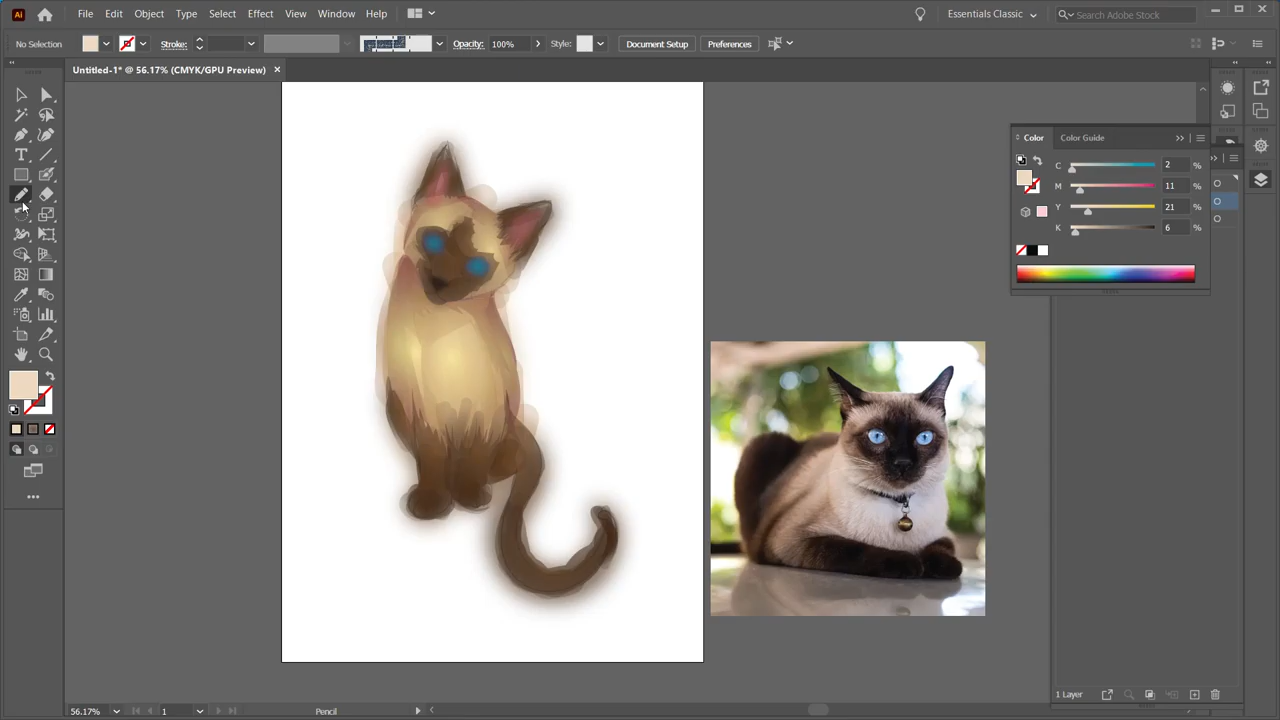 Ai File Edit Object Type Select Effect View Window Help Essentials Classic Search Adobe Stock
No Selection Stroke: Opacity: 100% Style: Document Setup Preferences
Untitled-1* @ 56.17% (CMYK/GPU Preview) ×
Color Color Guide
C 2 %
M 11 %
Y 21 %
K 6 %
1 Layer
56.17% 1 Pencil